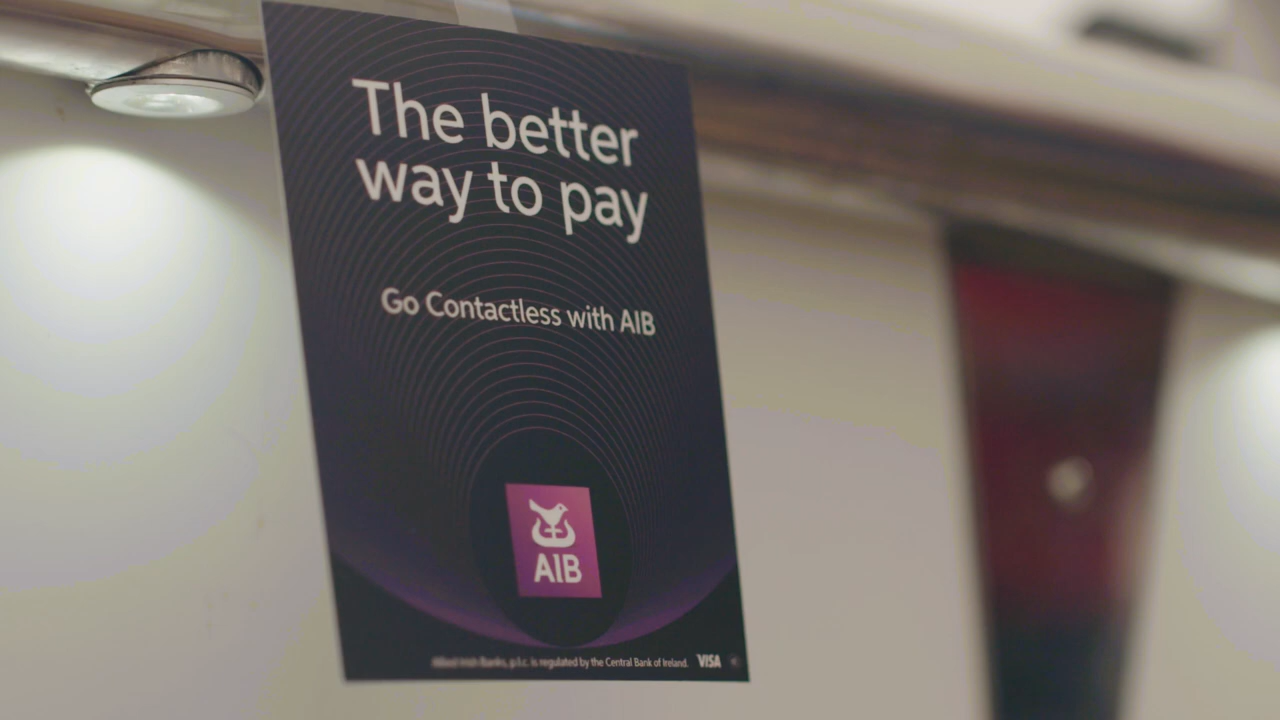 The better
way to pay
Go Contactless with AIB
AIB
Allied Irish Banks, p.l.c. is regulated by the Central Bank of Ireland. VISA